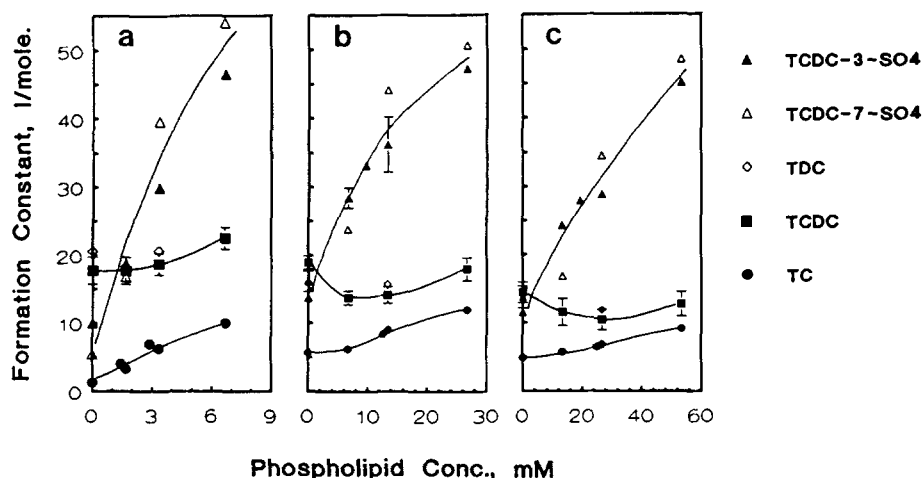 a
b
c
Formation Constant, l/mole.
50
40
30
20
10
0
0 3 6 9
0 10 20 30
0 20 40 60
Phospholipid Conc., mM
TCDC-3-SO4
TCDC-7-SO4
TDC
TCDC
TC